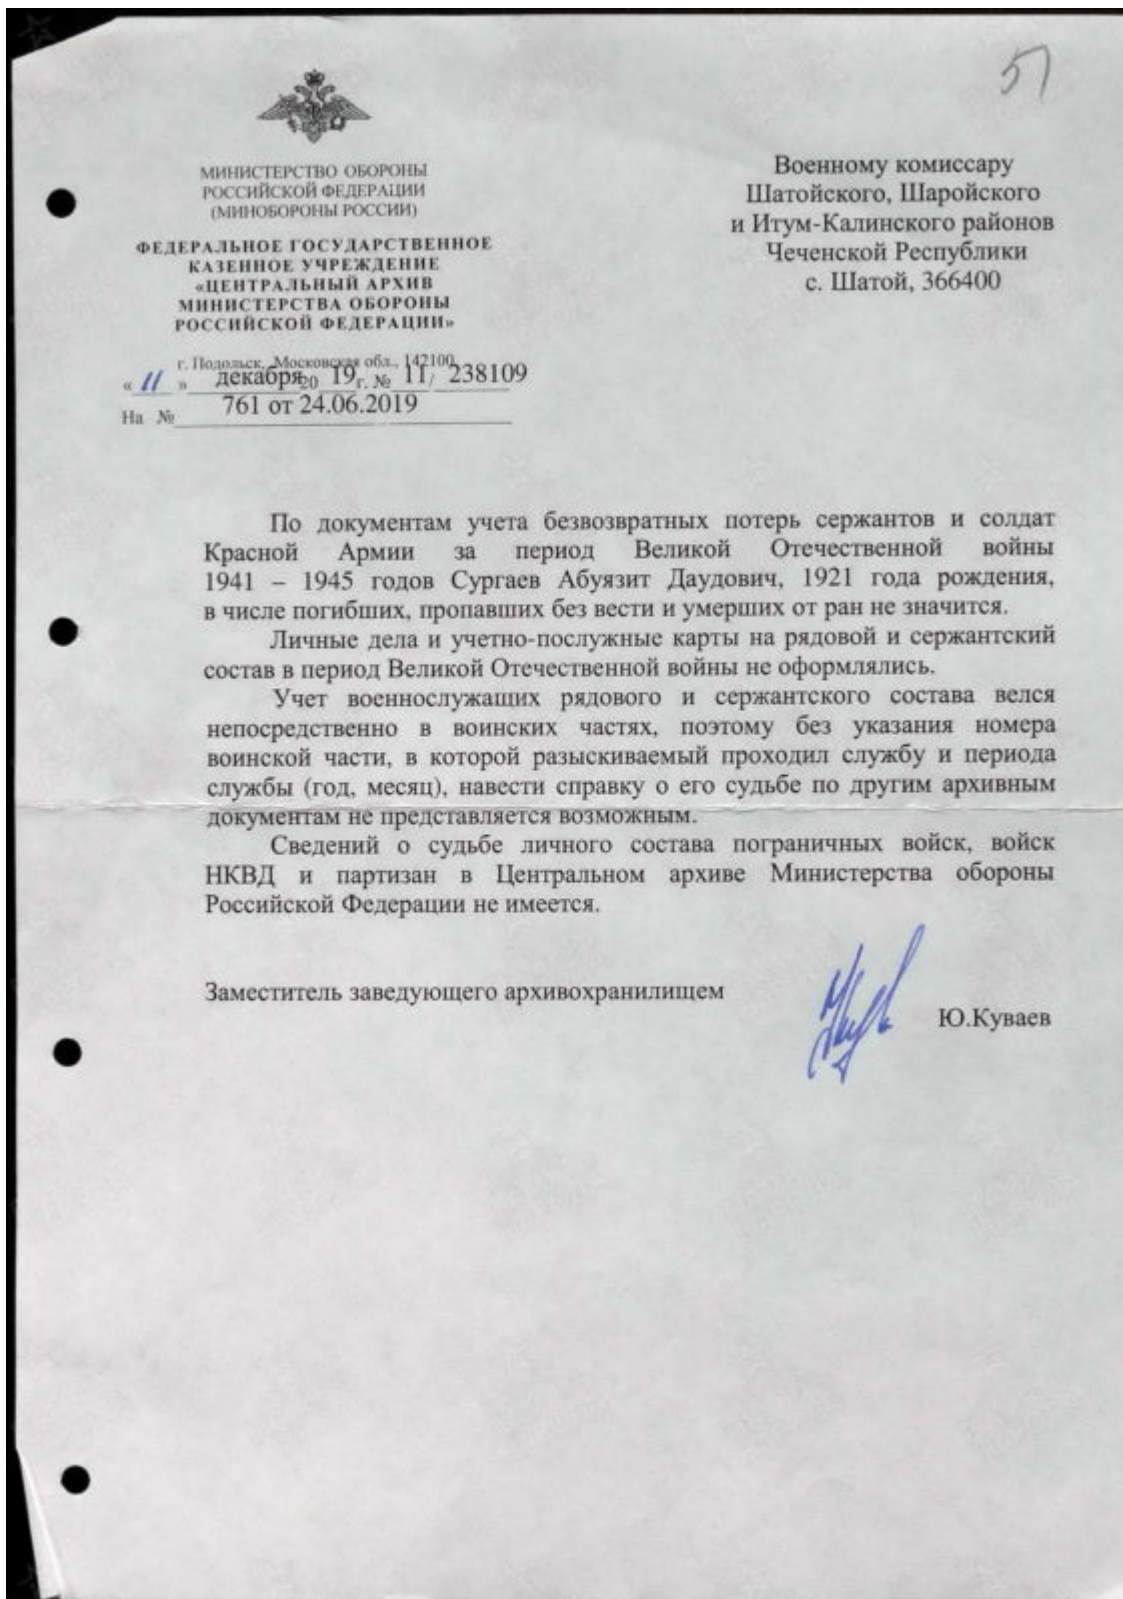 51
МИНИСТЕРСТВО ОБОРОНЫ
РОССИЙСКОЙ ФЕДЕРАЦИИ
(МИНОБОРОНЫ РОССИИ)
ФЕДЕРАЛЬНОЕ ГОСУДАРСТВЕННОЕ
КАЗЕННОЕ УЧРЕЖДЕНИЕ
«ЦЕНТРАЛЬНЫЙ АРХИВ
МИНИСТЕРСТВА ОБОРОНЫ
РОССИЙСКОЙ ФЕДЕРАЦИИ»
г. Подольск, Московская обл., 142100
«11» декабря 20 19 г. № 11/ 238109
На № 761 от 24.06.2019
Военному комиссару
Шатойского, Шаройского
и Итум-Калинского районов
Чеченской Республики
с. Шатой, 366400
По документам учета безвозвратных потерь сержантов и солдат
Красной Армии за период Великой Отечественной войны
1941 – 1945 годов Сургаев Абуязит Даудович, 1921 года рождения,
в числе погибших, пропавших без вести и умерших от ран не значится.
Личные дела и учетно-послужные карты на рядовой и сержантский
состав в период Великой Отечественной войны не оформлялись.
Учет военнослужащих рядового и сержантского состава велся
непосредственно в воинских частях, поэтому без указания номера
воинской части, в которой разыскиваемый проходил службу и периода
службы (год, месяц), навести справку о его судьбе по другим архивным
документам не представляется возможным.
Сведений о судьбе личного состава пограничных войск, войск
НКВД и партизан в Центральном архиве Министерства обороны
Российской Федерации не имеется.
Заместитель заведующего архивохранилищем
Ю.Куваев